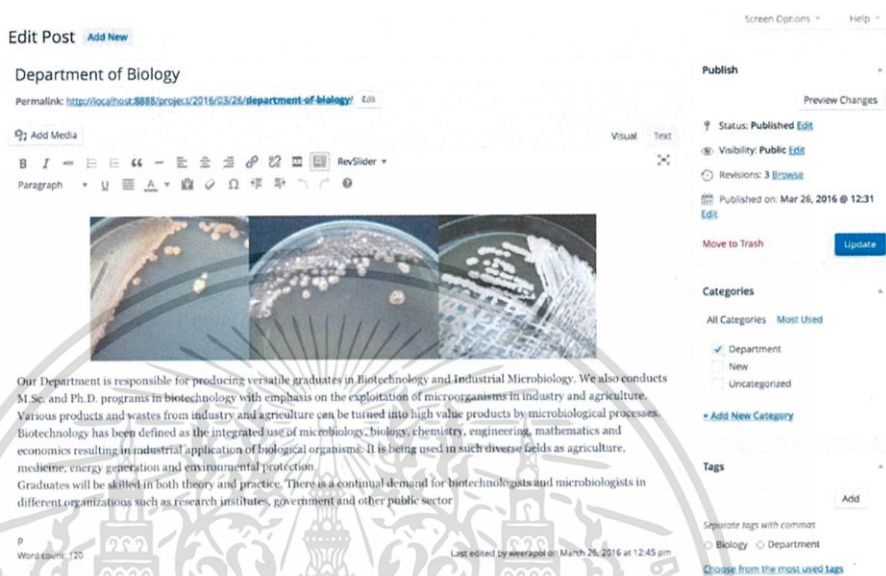 Screen Options Help
Edit Post Add New
Department of Biology
Permalink: http://localhost:8888/project/2016/03/26/department-of-biology/ Edit
Add Media
Visual Text
B I ABC RevSlider
Paragraph U A Ω
Our Department is responsible for producing versatile graduates in Biotechnology and Industrial Microbiology. We also conducts
M.Sc. and Ph.D. programs in biotechnology with emphasis on the exploitation of microorganisms in industry and agriculture.
Various products and wastes from industry and agriculture can be turned into high value products by microbiological processes.
Biotechnology has been defined as the integrated use of microbiology, biology, chemistry, engineering, mathematics and
economics resulting in industrial application of biological organisms. It is being used in such diverse fields as agriculture,
medicine, energy generation and environmental protection.
Graduates will be skilled in both theory and practice. There is a continual demand for biotechnologists and microbiologists in
different organizations such as research institutes, government and other public sector
p
Word count: 120
Last edited by weerapol on March 26, 2016 at 12:45 pm
Publish
Preview Changes
Status: Published Edit
Visibility: Public Edit
Revisions: 3 Browse
Published on: Mar 26, 2016 @ 12:31
Edit
Move to Trash Update
Categories
All Categories Most Used
Department
New
Uncategorized
+ Add New Category
Tags
Add
Separate tags with commas
Biology Department
Choose from the most used tags